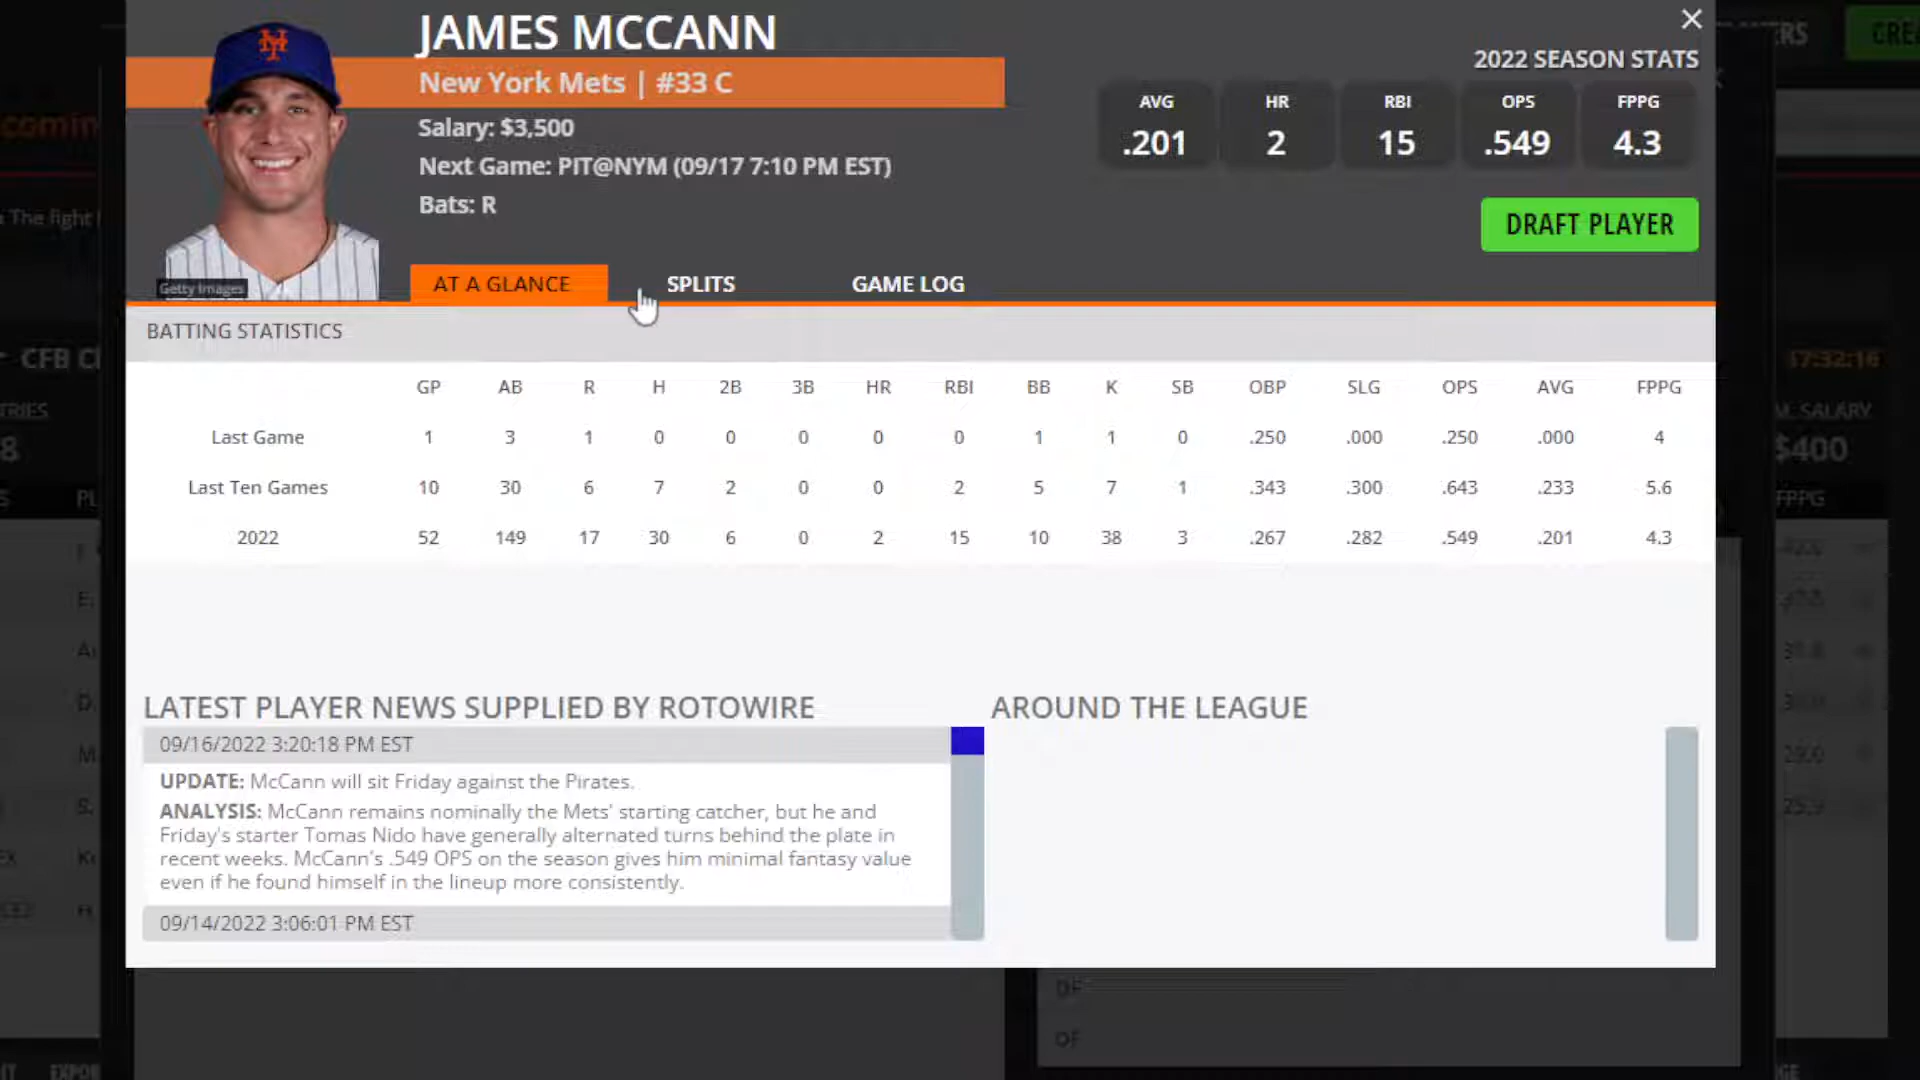 JAMES MCCANN
New York Mets | #33 C
Salary: $3,500
Next Game: PIT@NYM (09/17 7:10 PM EST)
Bats: R
2022 SEASON STATS
AVG HR RBI OPS FPPG
.201 2 15 .549 4.3
DRAFT PLAYER
Getty Images
AT A GLANCE SPLITS GAME LOG
BATTING STATISTICS
GP AB R H 2B 3B HR RBI BB K SB OBP SLG OPS AVG FPPG
Last Game 1 3 1 0 0 0 0 0 1 1 0 .250 .000 .250 .000 4
Last Ten Games 10 30 6 7 2 0 0 2 5 7 1 .343 .300 .643 .233 5.6
2022 52 149 17 30 6 0 2 15 10 38 3 .267 .282 .549 .201 4.3
LATEST PLAYER NEWS SUPPLIED BY ROTOWIRE
09/16/2022 3:20:18 PM EST
UPDATE: McCann will sit Friday against the Pirates.
ANALYSIS: McCann remains nominally the Mets' starting catcher, but he and
Friday's starter Tomas Nido have generally alternated turns behind the plate in
recent weeks. McCann's .549 OPS on the season gives him minimal fantasy value
even if he found himself in the lineup more consistently.
09/14/2022 3:06:01 PM EST
AROUND THE LEAGUE
The fight
CFB
$400
SALARY
FPPG
OF
OF